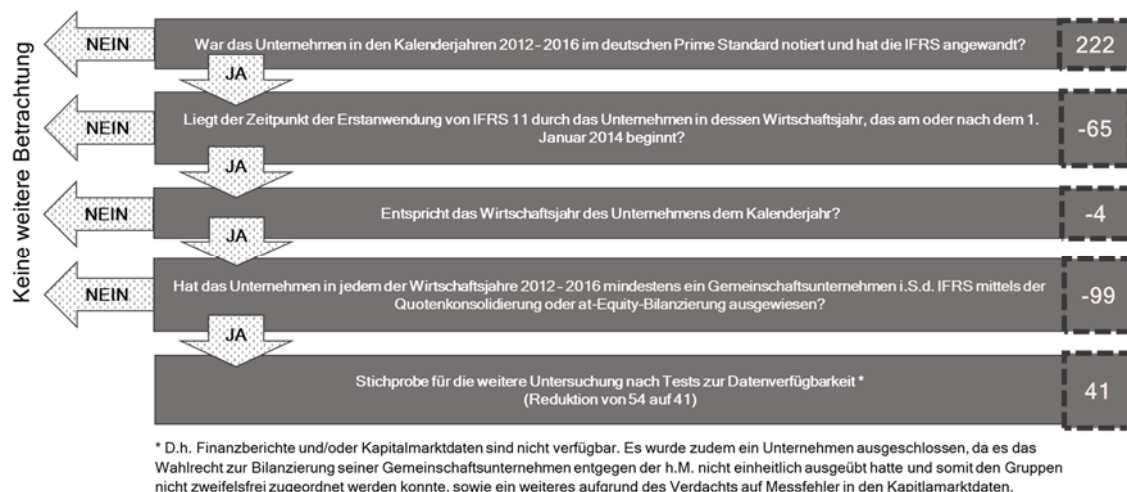 Keine weitere Betrachtung
NEIN
War das Unternehmen in den Kalenderjahren 2012 - 2016 im deutschen Prime Standard notiert und hat die IFRS angewandt?
222
JA
NEIN
Liegt der Zeitpunkt der Erstanwendung von IFRS 11 durch das Unternehmen in dessen Wirtschaftsjahr, das am oder nach dem 1.
Januar 2014 beginnt?
-65
JA
NEIN
Entspricht das Wirtschaftsjahr des Unternehmens dem Kalenderjahr?
-4
JA
NEIN
Hat das Unternehmen in jedem der Wirtschaftsjahre 2012 - 2016 mindestens ein Gemeinschaftsunternehmen i.S.d. IFRS mittels der
Quotenkonsolidierung oder at-Equity-Bilanzierung ausgewiesen?
-99
JA
Stichprobe für die weitere Untersuchung nach Tests zur Datenverfügbarkeit *
(Reduktion von 54 auf 41)
41
* D.h. Finanzberichte und/oder Kapitalmarktdaten sind nicht verfügbar. Es wurde zudem ein Unternehmen ausgeschlossen, da es das
Wahlrecht zur Bilanzierung seiner Gemeinschaftsunternehmen entgegen der h.M. nicht einheitlich ausgeübt hatte und somit den Gruppen
nicht zweifelsfrei zugeordnet werden konnte, sowie ein weiteres aufgrund des Verdachts auf Messfehler in den Kapitlamarktdaten.